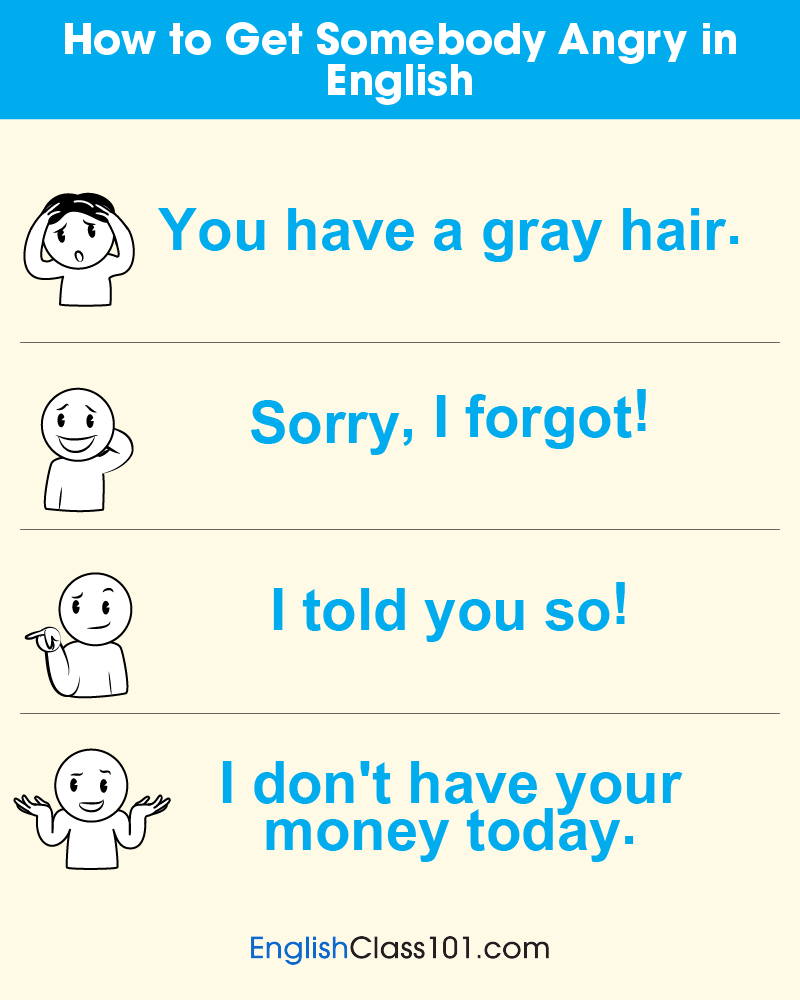 How to Get Somebody Angry in
English
You have a gray hair.
Sorry, I forgot!
I told you so!
I don't have your
money today.
EnglishClass101.com